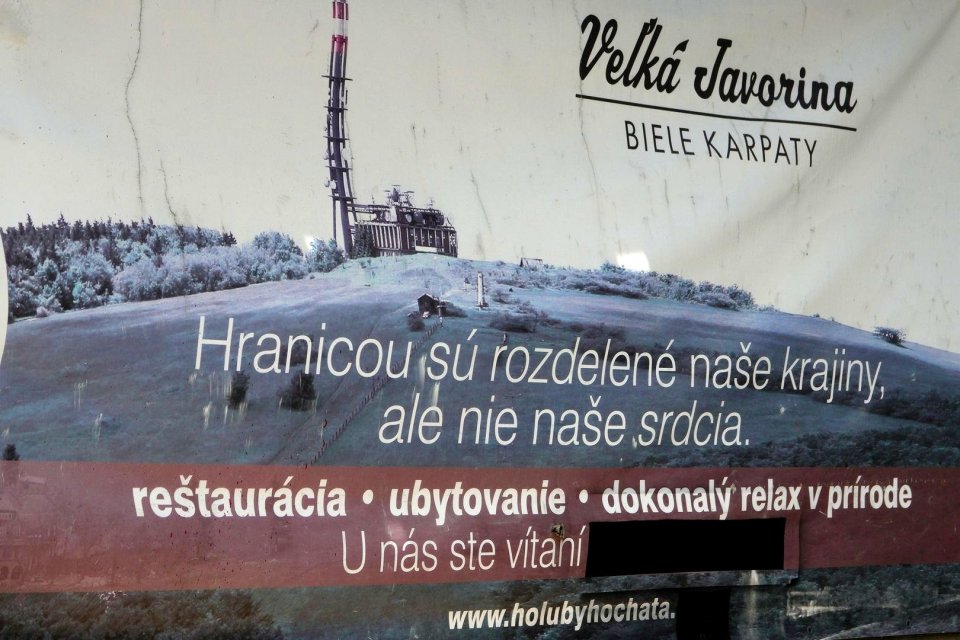 Veľká Javorina
BIELE KARPATY
Hranicou sú rozdelené naše krajiny,
ale nie naše srdcia.
reštaurácia • ubytovanie • dokonalý relax v prírode
U nás ste vítaní
www.holubyhochata.